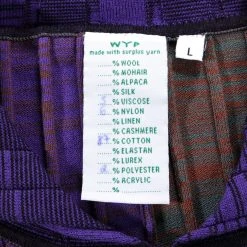 WYP
made with surplus yarn
L
% WOOL
% MOHAIR
% ALPACA
% SILK
% VISCOSE
% NYLON
% LINEN
% CASHMERE
% COTTON
% ELASTAN
% LUREX
% POLYESTER
% ACRYLIC
%